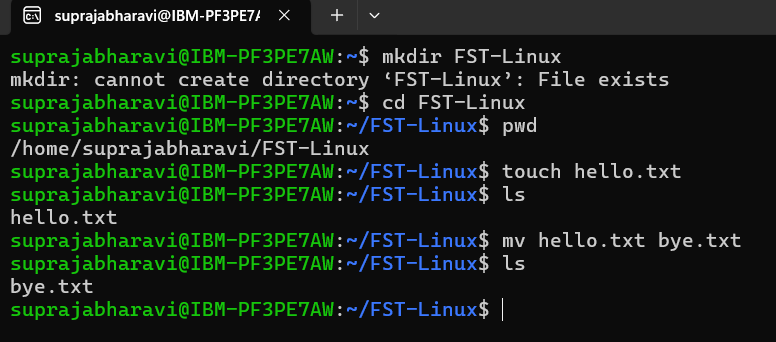 suprajabharavi@IBM-PF3PE7A
suprajabharavi@IBM-PF3PE7AW:~$ mkdir FST-Linux
mkdir: cannot create directory ‘FST-Linux’: File exists
suprajabharavi@IBM-PF3PE7AW:~$ cd FST-Linux
suprajabharavi@IBM-PF3PE7AW:~/FST-Linux$ pwd
/home/suprajabharavi/FST-Linux
suprajabharavi@IBM-PF3PE7AW:~/FST-Linux$ touch hello.txt
suprajabharavi@IBM-PF3PE7AW:~/FST-Linux$ ls
hello.txt
suprajabharavi@IBM-PF3PE7AW:~/FST-Linux$ mv hello.txt bye.txt
suprajabharavi@IBM-PF3PE7AW:~/FST-Linux$ ls
bye.txt
suprajabharavi@IBM-PF3PE7AW:~/FST-Linux$